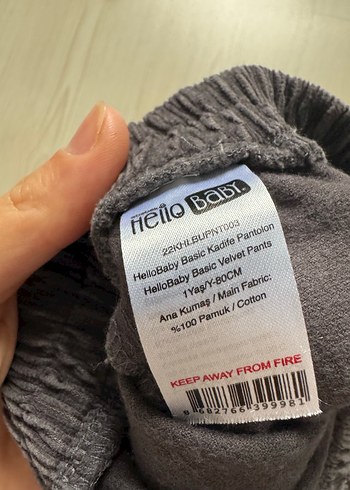 Hello BABY.
22KHLBUPNT003
HelloBaby Basic Kadife Pantolon
HelloBaby Basic Velvet Pants
1Yaş/Y-80CM
Ana Kumaş / Main Fabric:
%100 Pamuk / Cotton
KEEP AWAY FROM FIRE
8682766399981